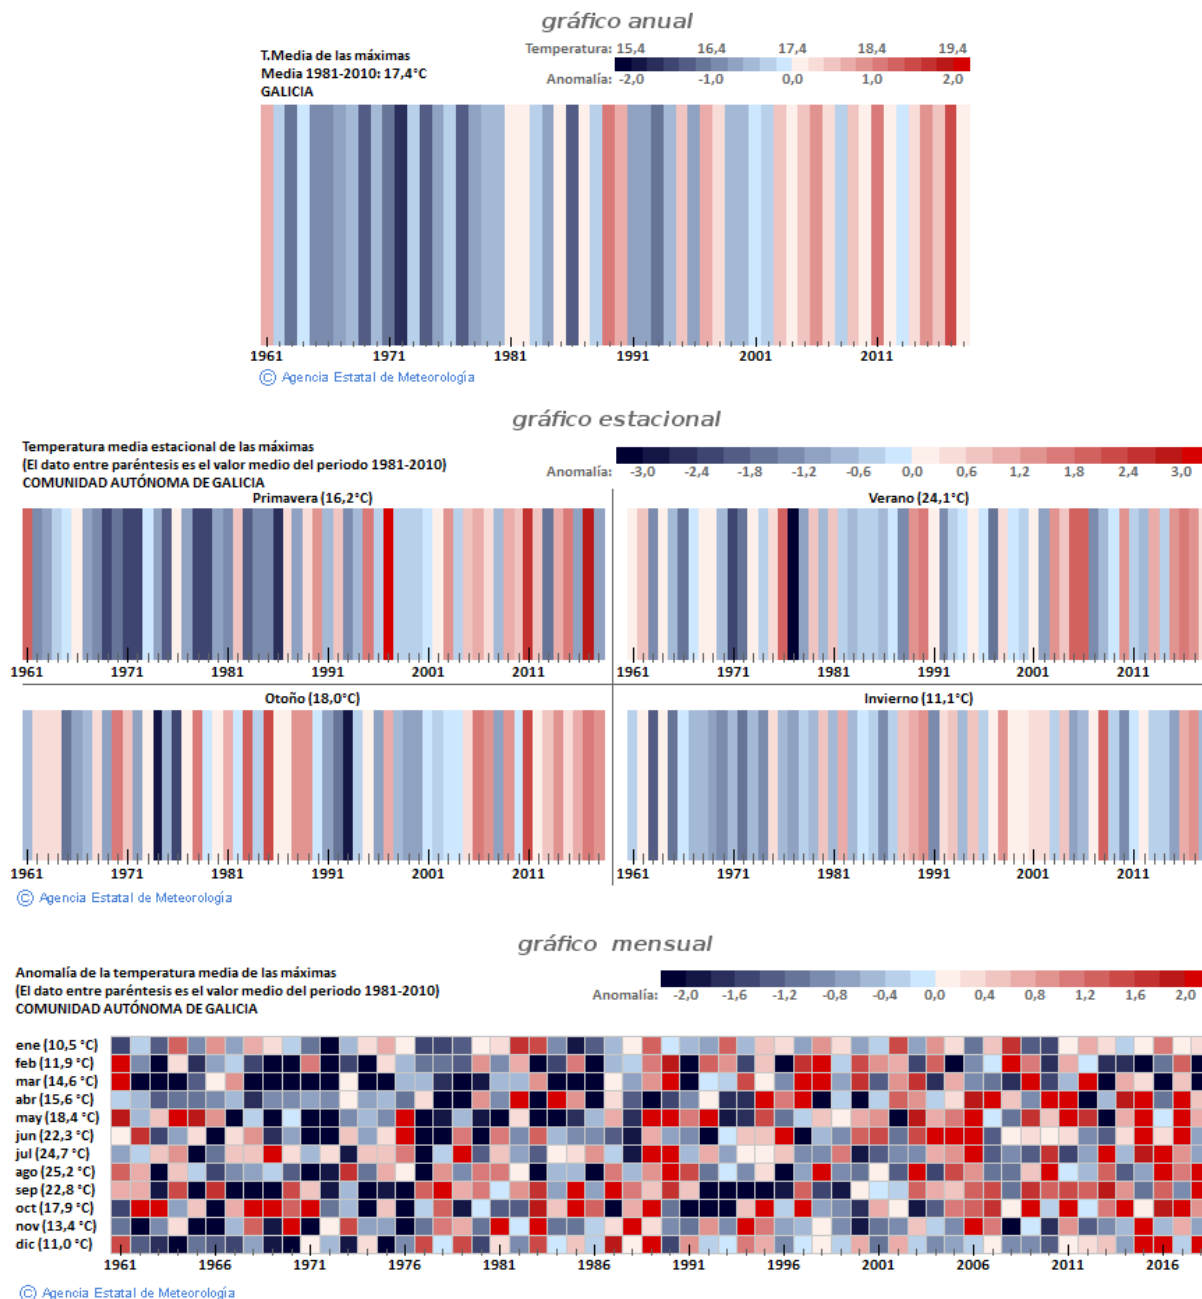 gráfico anual
T.Media de las máximas
Media 1981-2010: 17,4°C
GALICIA
Temperatura: 15,4 16,4 17,4 18,4 19,4
Anomalía: -2,0 -1,0 0,0 1,0 2,0
1961 1971 1981 1991 2001 2011
© Agencia Estatal de Meteorología
gráfico estacional
Temperatura media estacional de las máximas
(El dato entre paréntesis es el valor medio del periodo 1981-2010)
COMUNIDAD AUTÓNOMA DE GALICIA
Anomalía: -3,0 -2,4 -1,8 -1,2 -0,6 0,0 0,6 1,2 1,8 2,4 3,0
Primavera (16,2°C)
Verano (24,1°C)
1961 1971 1981 1991 2001 2011
1961 1971 1981 1991 2001 2011
Otoño (18,0°C)
Invierno (11,1°C)
1961 1971 1981 1991 2001 2011
1961 1971 1981 1991 2001 2011
© Agencia Estatal de Meteorología
gráfico mensual
Anomalía de la temperatura media de las máximas
(El dato entre paréntesis es el valor medio del periodo 1981-2010)
COMUNIDAD AUTÓNOMA DE GALICIA
Anomalía: -2,0 -1,6 -1,2 -0,8 -0,4 0,0 0,4 0,8 1,2 1,6 2,0
ene (10,5 °C)
feb (11,9 °C)
mar (14,6 °C)
abr (15,6 °C)
may (18,4 °C)
jun (22,3 °C)
jul (24,7 °C)
ago (25,2 °C)
sep (22,8 °C)
oct (17,9 °C)
nov (13,4 °C)
dic (11,0 °C)
1961 1966 1971 1976 1981 1986 1991 1996 2001 2006 2011 2016
© Agencia Estatal de Meteorología